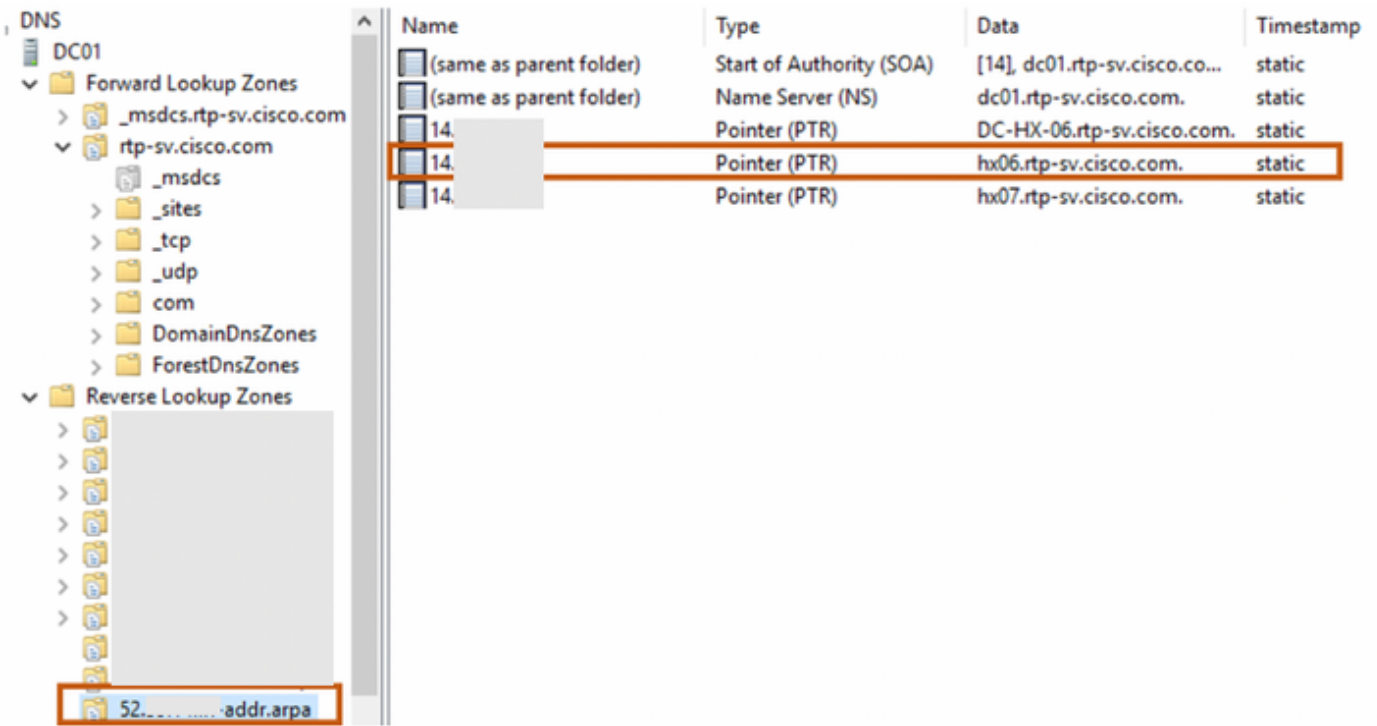 DNS
DC01
Forward Lookup Zones
_msdcs.rtp-sv.cisco.com
rtp-sv.cisco.com
_msdcs
_sites
_tcp
_udp
com
DomainDnsZones
ForestDnsZones
Reverse Lookup Zones
52. -addr.arpa
Name Type Data Timestamp
(same as parent folder) Start of Authority (SOA) [14], dc01.rtp-sv.cisco.co... static
(same as parent folder) Name Server (NS) dc01.rtp-sv.cisco.com. static
14. Pointer (PTR) DC-HX-06.rtp-sv.cisco.com. static
14. Pointer (PTR) hx06.rtp-sv.cisco.com. static
14. Pointer (PTR) hx07.rtp-sv.cisco.com. static